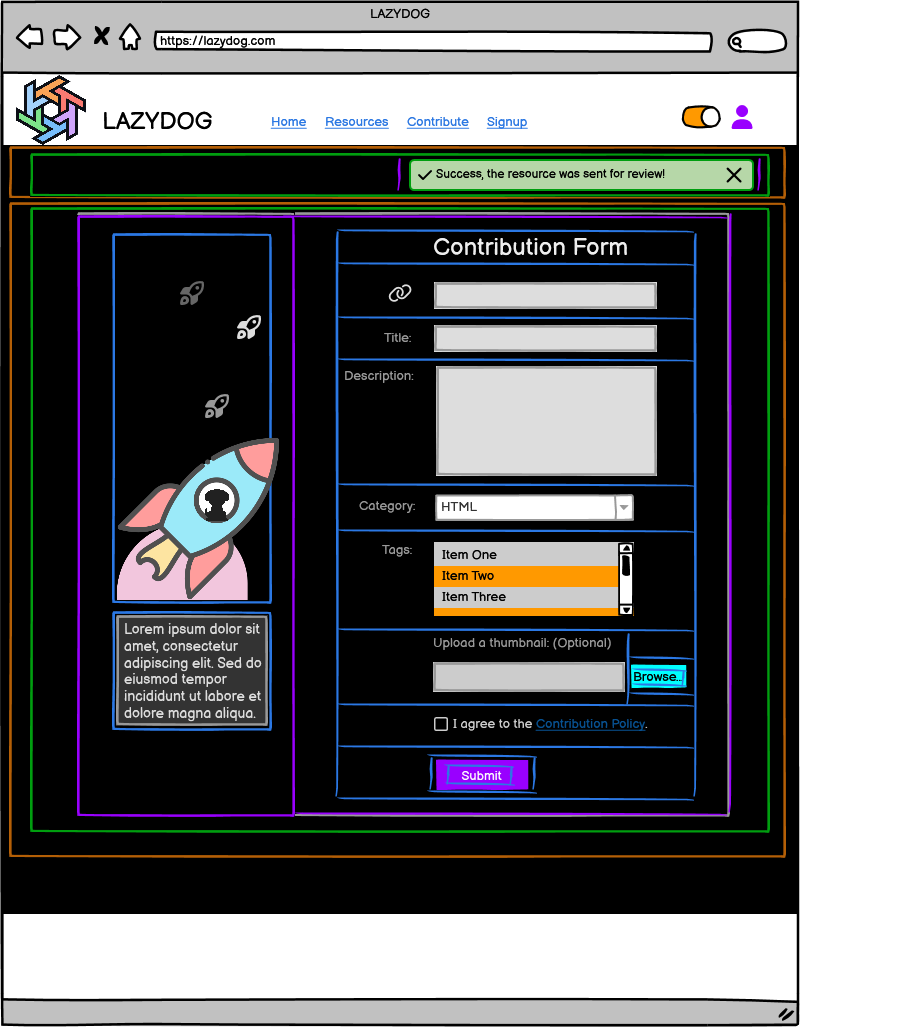 LAZYDOG
https://lazydog.com
LAZYDOG
Home Resources Contribute Signup
Success, the resource was sent for review!
Contribution Form
Title:
Description:
Category: HTML
Tags: Item One
Item Two
Item Three
Upload a thumbnail: (Optional)
Browse...
I agree to the Contribution Policy.
Submit
Lorem ipsum dolor sit
amet, consectetur
adipiscing elit. Sed do
eiusmod tempor
incididunt ut labore et
dolore magna aliqua.